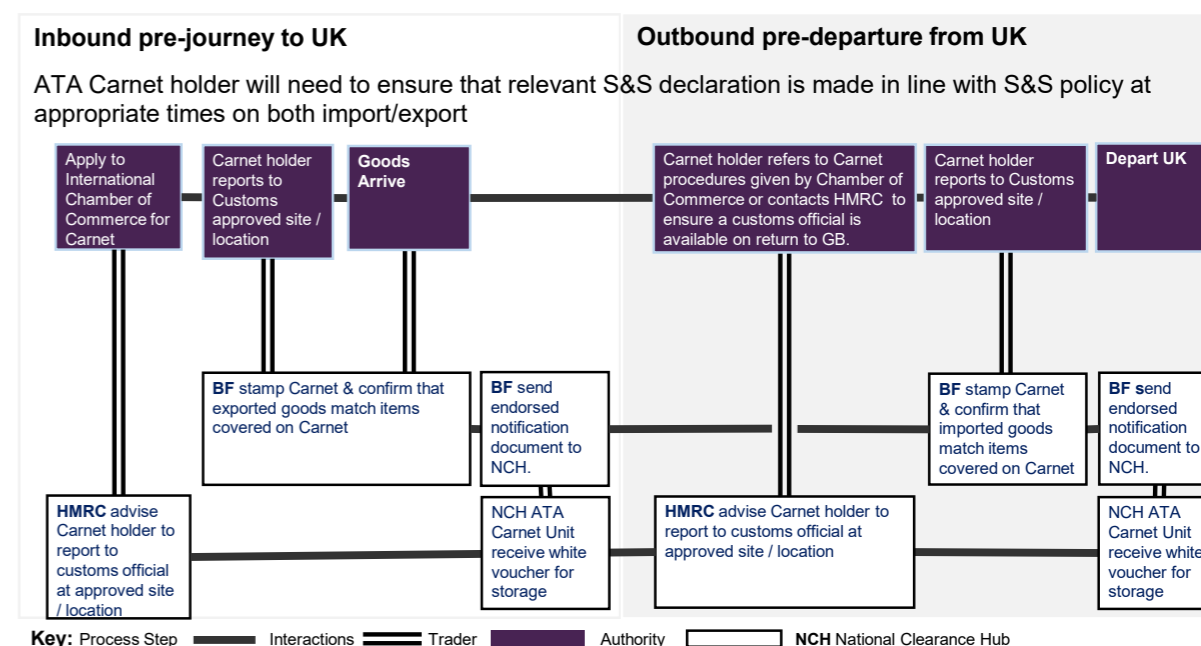 Inbound pre-journey to UK
Outbound pre-departure from UK
ATA Carnet holder will need to ensure that relevant S&S declaration is made in line with S&S policy at
appropriate times on both import/export
Apply to
International
Chamber of
Commerce for
Carnet
Carnet holder
reports to
Customs
approved site /
location
Goods
Arrive
Carnet holder refers to Carnet
procedures given by Chamber of
Commerce or contacts HMRC to
ensure a customs official is
available on return to GB.
Carnet holder
reports to Customs
approved site /
location
Depart UK
BF stamp Carnet & confirm that
exported goods match items
covered on Carnet
BF send
endorsed
notification
document to
NCH.
BF stamp Carnet
& confirm that
imported goods
match items
covered on Carnet
BF send
endorsed
notification
document to
NCH.
HMRC advise
Carnet holder to
report to
customs official
at approved site
/ location
NCH ATA
Carnet Unit
receive white
voucher for
storage
HMRC advise Carnet holder to
report to customs official at
approved site / location
NCH ATA
Carnet Unit
receive white
voucher for
storage
Key: Process Step Interactions Trader Authority NCH National Clearance Hub